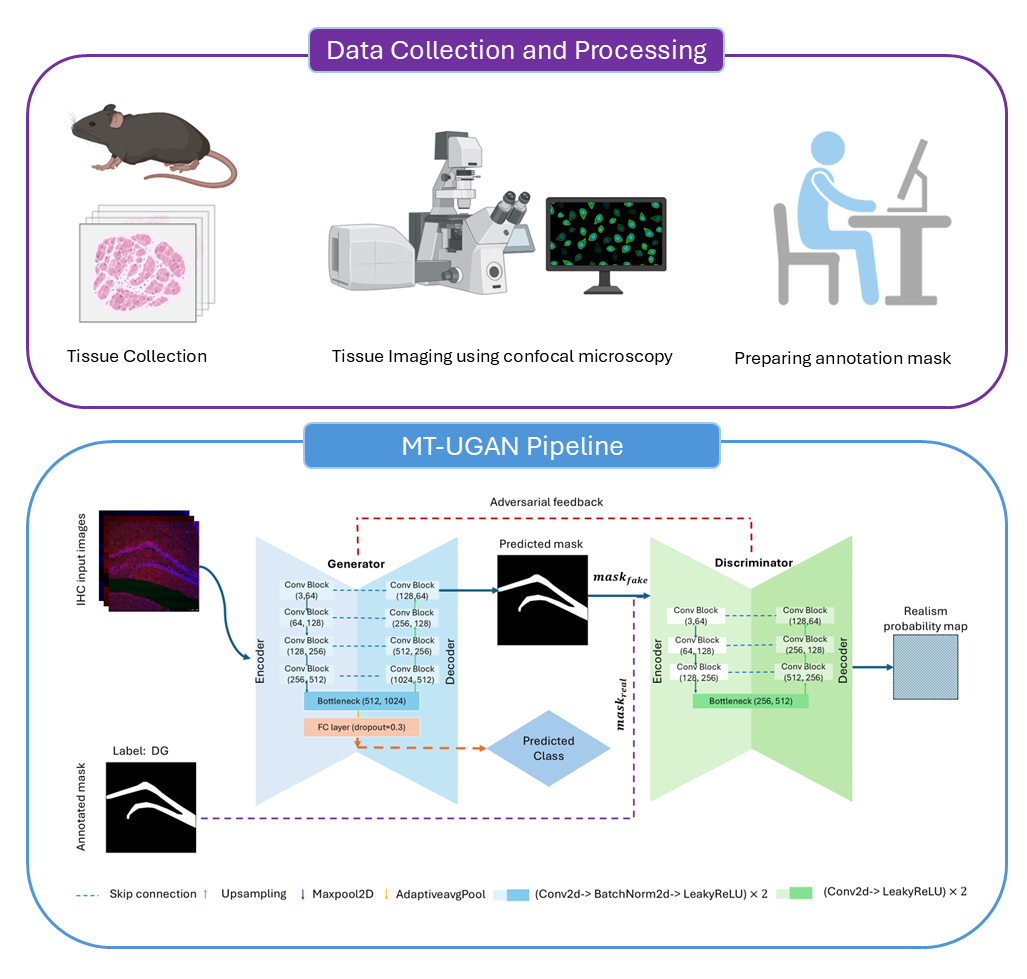 Data Collection and Processing
Tissue Collection
Tissue Imaging using confocal microscopy
Preparing annotation mask
MT-UGAN Pipeline
Adversarial feedback
IHC input images
Generator
Encoder
Decoder
Conv Block
(3,64)
Conv Block
(64, 128)
Conv Block
(128, 256)
Conv Block
(256, 512)
Conv Block
(128,64)
Conv Block
(256, 128)
Conv Block
(512, 256)
Conv Block
(1024, 512)
Bottleneck (512, 1024)
FC layer (dropout=0.3)
Predicted mask
mask_fake
mask_real
Predicted
Class
Discriminator
Encoder
Decoder
Conv Block
(3,64)
Conv Block
(64, 128)
Conv Block
(128, 256)
Conv Block
(128,64)
Conv Block
(256, 128)
Conv Block
(512, 256)
Bottleneck (256, 512)
Realism
probability map
Label: DG
Annotated mask
Skip connection
Upsampling
Maxpool2D
AdaptiveavgPool
(Conv2d-> BatchNorm2d-> LeakyReLU) × 2
(Conv2d-> LeakyReLU) × 2